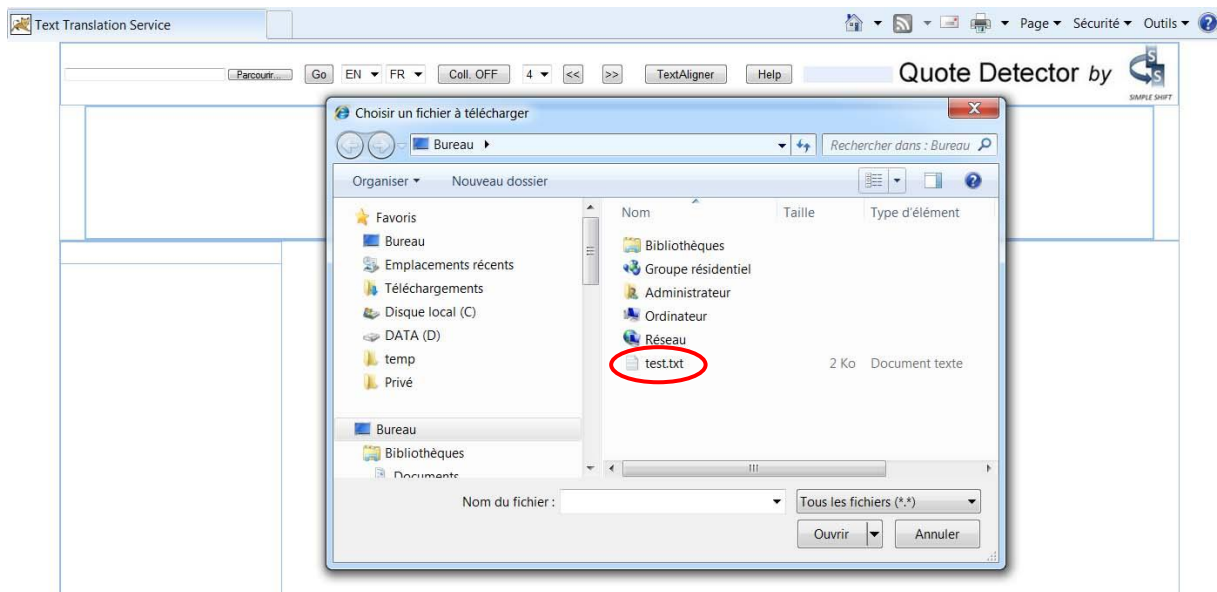 Text Translation Service
Page Sécurité Outils
Parcourir... Go EN FR Coll. OFF 4 << >> TextAligner Help Quote Detector by
SIMPLE SHIFT
Choisir un fichier à télécharger
Bureau Rechercher dans : Bureau
Organiser Nouveau dossier
Favoris
Bureau
Emplacements récents
Téléchargements
Disque local (C)
DATA (D)
temp
Privé
Bureau
Bibliothèques
Documents
Nom Taille Type d'élément
Bibliothèques
Groupe résidentiel
Administrateur
Ordinateur
Réseau
test.txt 2 Ko Document texte
Nom du fichier : Tous les fichiers (*.*)
Ouvrir Annuler